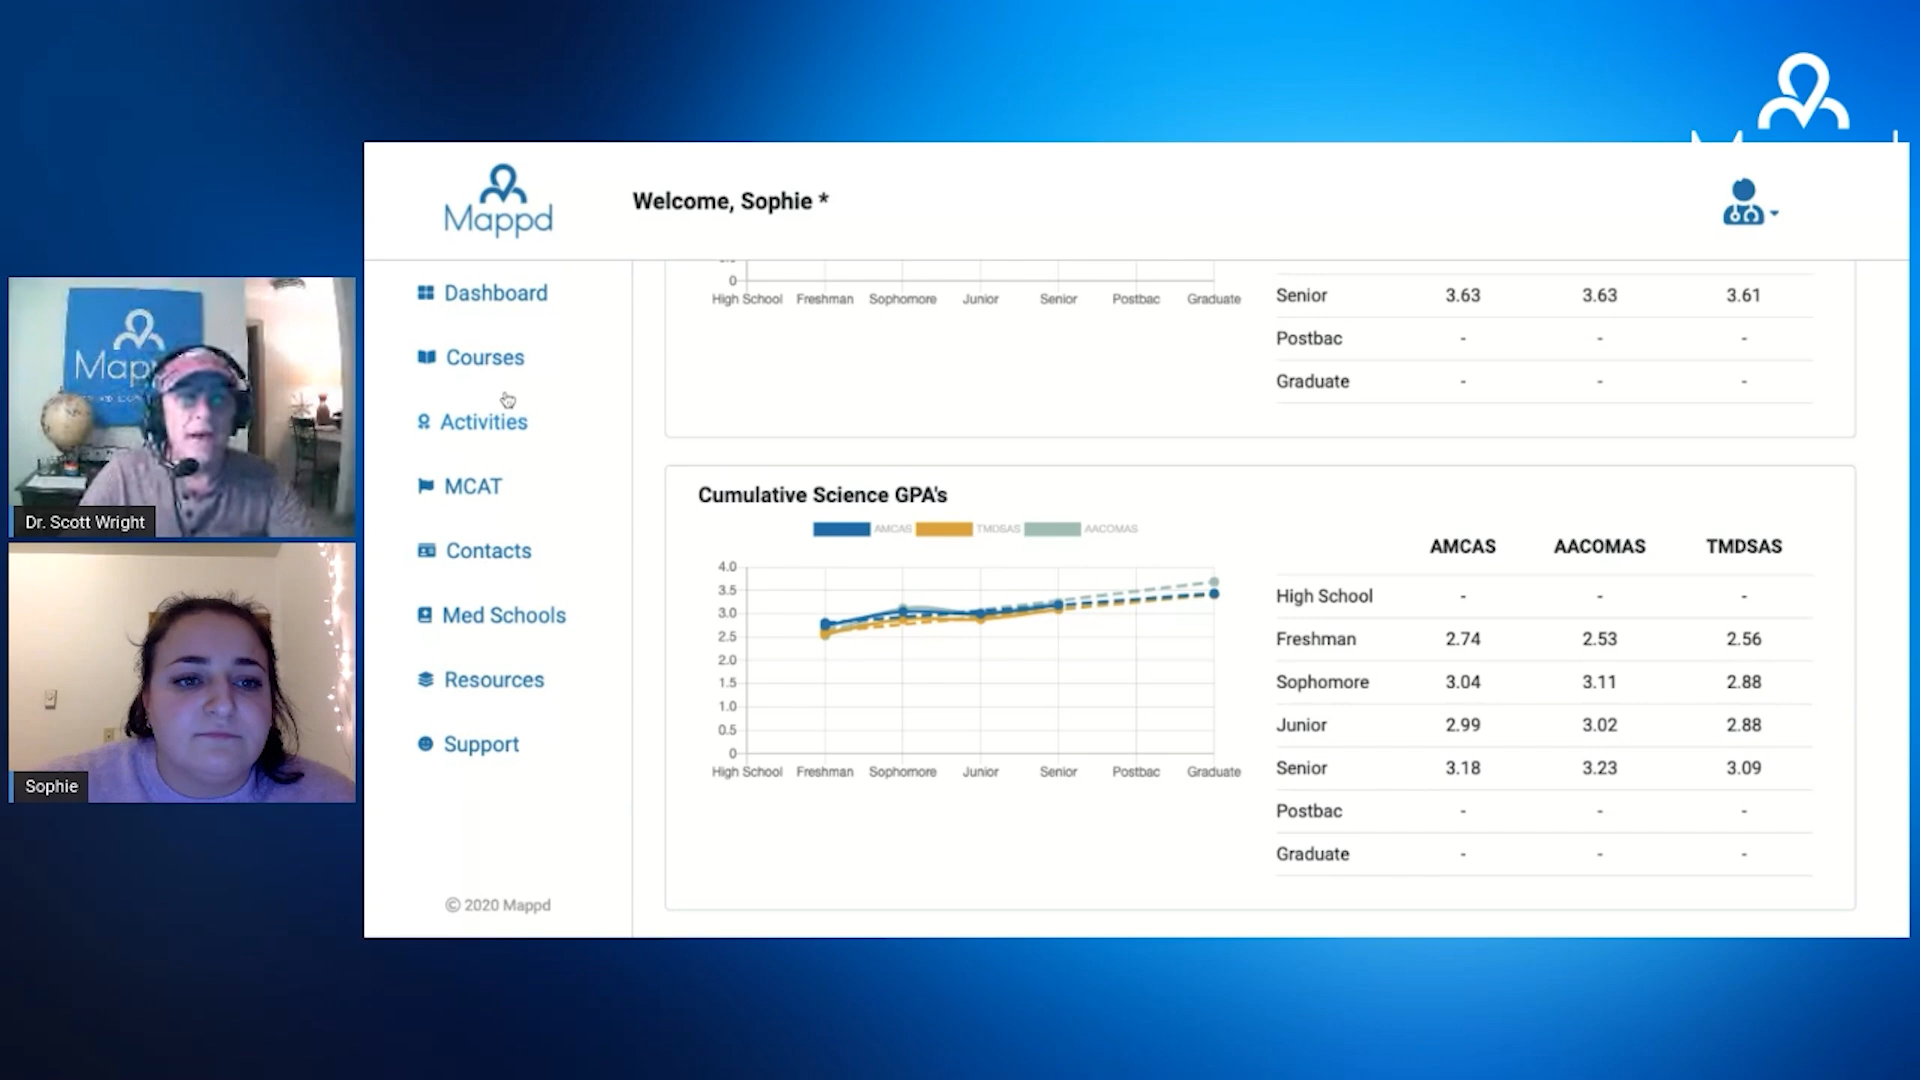 Mappd
Welcome, Sophie *
Dashboard
Courses
Activities
MCAT
Contacts
Med Schools
Resources
Support
© 2020 Mappd
0
High School Freshman Sophomore Junior Senior Postbac Graduate
Senior 3.63 3.63 3.61
Postbac - - -
Graduate - - -
Cumulative Science GPA's
AMCAS TMDSAS AACOMAS
4.0
3.5
3.0
2.5
2.0
1.5
1.0
0.5
0
High School Freshman Sophomore Junior Senior Postbac Graduate
AMCAS AACOMAS TMDSAS
High School - - -
Freshman 2.74 2.53 2.56
Sophomore 3.04 3.11 2.88
Junior 2.99 3.02 2.88
Senior 3.18 3.23 3.09
Postbac - - -
Graduate - - -
Map
Dr. Scott Wright
Sophie